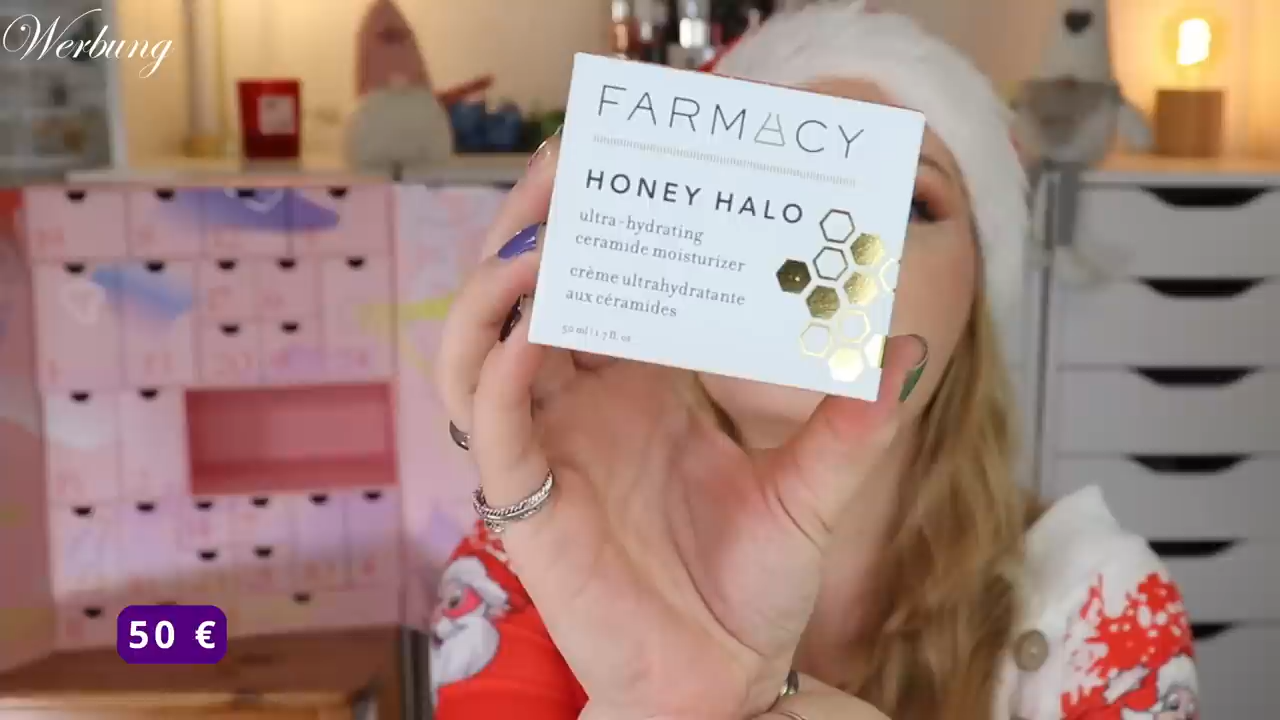 Werbung
FARMACY
HONEY HALO
ultra-hydrating
ceramide moisturizer
crème ultrahydratante
aux céramides
50 ml | 1.7 fl. oz
50 €